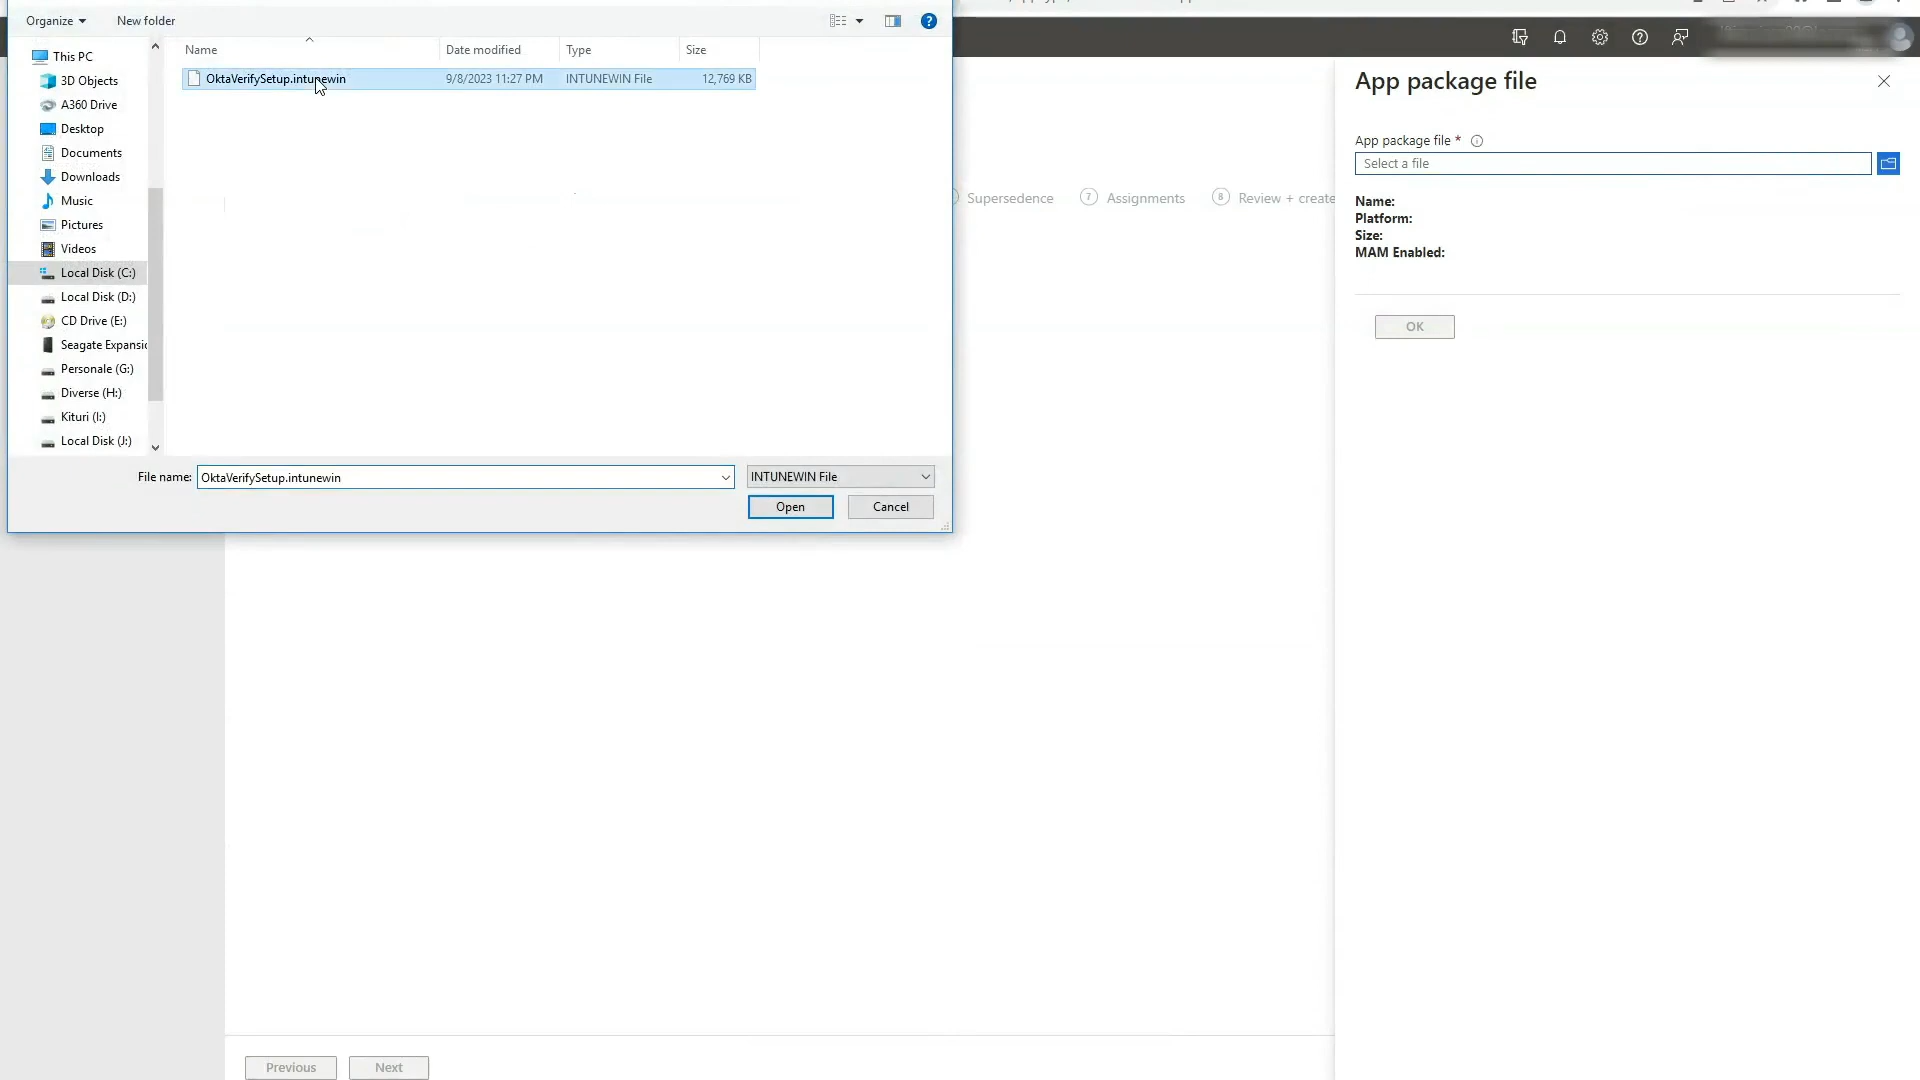 Organize
New folder
Name
Date modified
Type
Size
OktaVerifySetup.intunewin
9/8/2023 11:27 PM
INTUNEWIN File
12,769 KB
This PC
3D Objects
A360 Drive
Desktop
Documents
Downloads
Music
Pictures
Videos
Local Disk (C:)
Local Disk (D:)
CD Drive (E:)
Seagate Expansic
Personale (G:)
Diverse (H:)
Kituri (I:)
Local Disk (J:)
File name:
OktaVerifySetup.intunewin
INTUNEWIN File
Open
Cancel
Supersedence
7 Assignments
8 Review + create
App package file
App package file *
Select a file
Name:
Platform:
Size:
MAM Enabled:
OK
Previous
Next